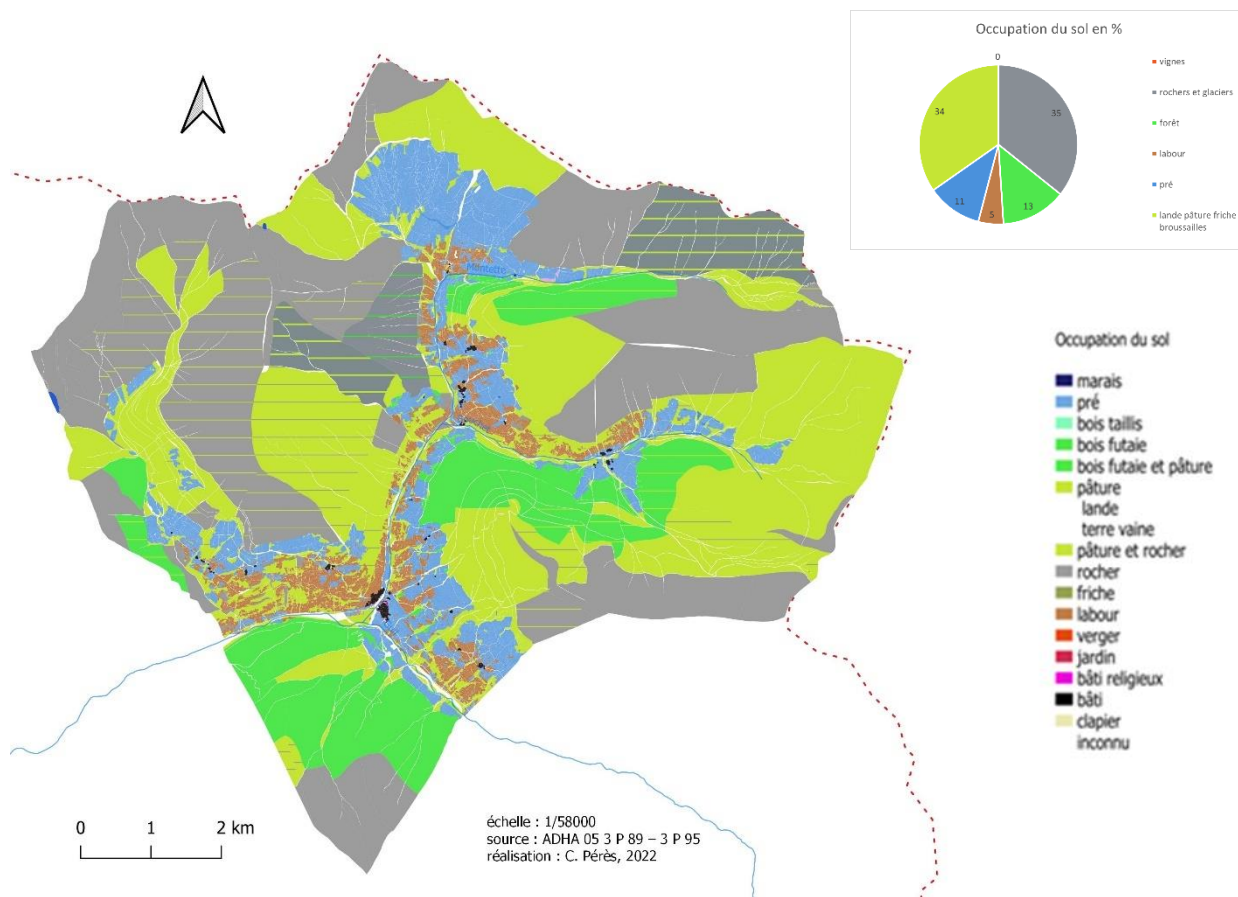 Occupation du sol en %
0
35
13
5
11
34
vignes
rochers et glaciers
forêt
labour
pré
lande pâture friche
broussailles
Mentette
Occupation du sol
marais
pré
bois taillis
bois futaie
bois futaie et pâture
pâture
lande
terre vaine
pâture et rocher
rocher
friche
labour
verger
jardin
bâti religieux
bâti
clapier
inconnu
0 1 2 km
échelle : 1/58000
source : ADHA 05 3 P 89 – 3 P 95
réalisation : C. Pérès, 2022